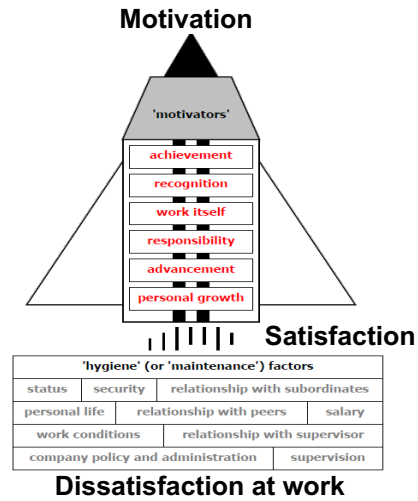 Motivation
'motivators'
achievement
recognition
work itself
responsibility
advancement
personal growth
Satisfaction
'hygiene' (or 'maintenance') factors
status security relationship with subordinates
personal life relationship with peers salary
work conditions relationship with supervisor
company policy and administration supervision
Dissatisfaction at work